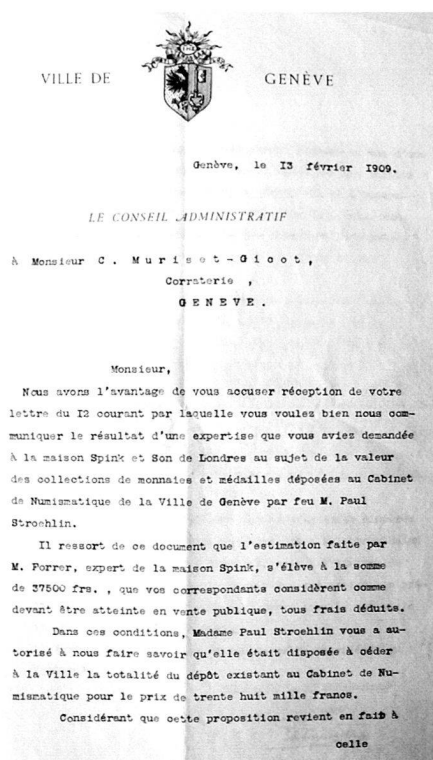 VILLE DE GENÈVE
Genève, le I3 février I909.
LE CONSEIL ADMINISTRATIF
à Monsieur C. Muriset-Gicot,
Corraterie ,
GENEVE.
Monsieur,
Nous avons l'avantage de vous accuser réception de votre
lettre du I2 courant par laquelle vous voulez bien nous com-
muniquer le résultat d'une expertise que vous aviez demandée
à la maison Spink et Son de Londres au sujet de la valeur
des collections de monnaies et médailles déposées au Cabinet
de Numismatique de la Ville de Genève par feu M. Paul
Stroehlin.
Il ressort de ce document que l'estimation faite par
M. Forrer, expert de la maison Spink, s'élève à la somme
de 37500 frs. , que vos correspondants considèrent comme
devant être atteinte en vente publique, tous frais déduits.
Dans ces conditions, Madame Paul Stroehlin vous a au-
torisé à nous faire savoir qu'elle était disposée à céder
à la Ville la totalité du dépôt existant au Cabinet de Nu-
mismatique pour le prix de trente huit mille francs.
Considérant que cette proposition revient en fait à
celle